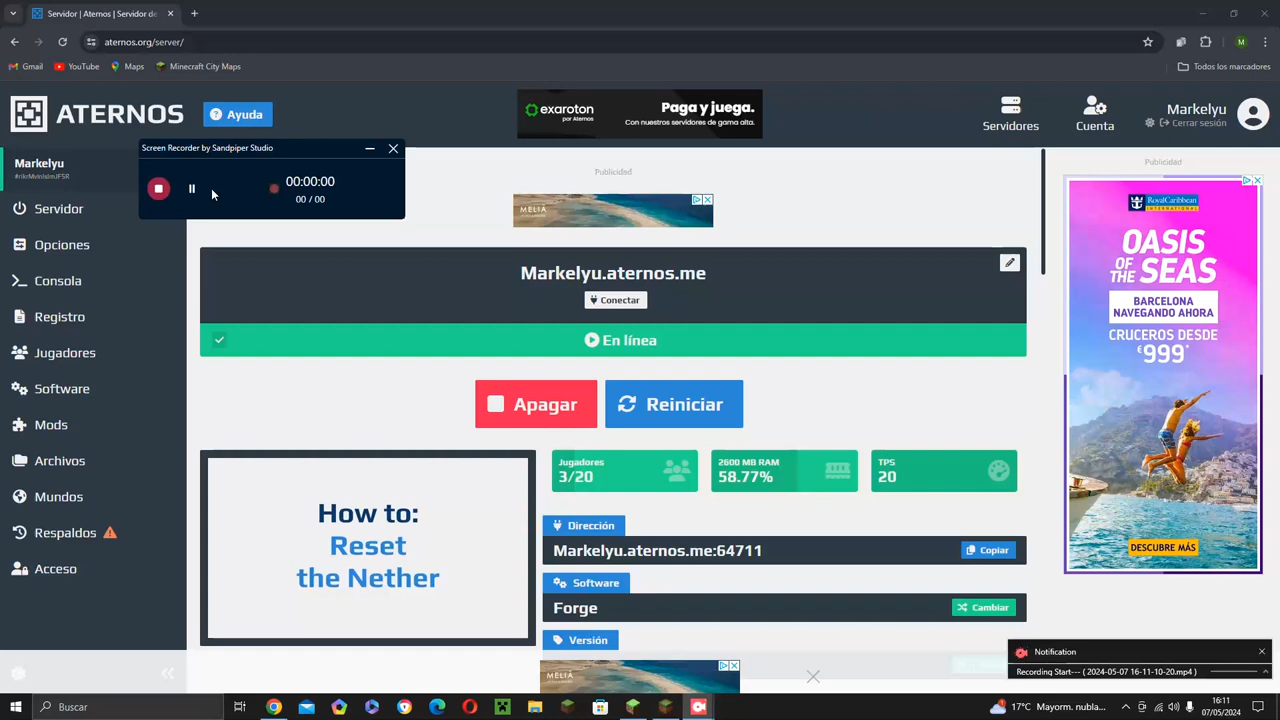 Servidor | Aternos | Servidor de
aternos.org/server/
Gmail
YouTube
Maps
Minecraft City Maps
Todos los marcadores
M
ATERNOS
Ayuda
exaroton
por Aternos
Paga y juega.
Con nuestros servidores de gama alta.
Servidores
Cuenta
Markelyu
Cerrar sesión
Screen Recorder by Sandpiper Studio
00:00:00
00 / 00
Markelyu
Servidor
Opciones
Consola
Registro
Jugadores
Software
Mods
Archivos
Mundos
Respaldos
Acceso
Publicidad
MELIÁ
Markelyu.aternos.me
Conectar
En línea
Apagar
Reiniciar
How to:
Reset
the Nether
Jugadores
3/20
2600 MB RAM
58.77%
TPS
20
Dirección
Markelyu.aternos.me:64711
Copiar
Software
Forge
Cambiar
Versión
MELIÁ
Publicidad
RoyalCaribbean
INTERNATIONAL
OASIS
OF THE SEAS
BARCELONA
NAVEGANDO AHORA
CRUCEROS DESDE
€999*
DESCUBRE MÁS
Notification
Recording Start--- ( 2024-05-07 16-11-10-20.mp4 )
Buscar
17°C Mayorm. nubla...
16:11
07/05/2024